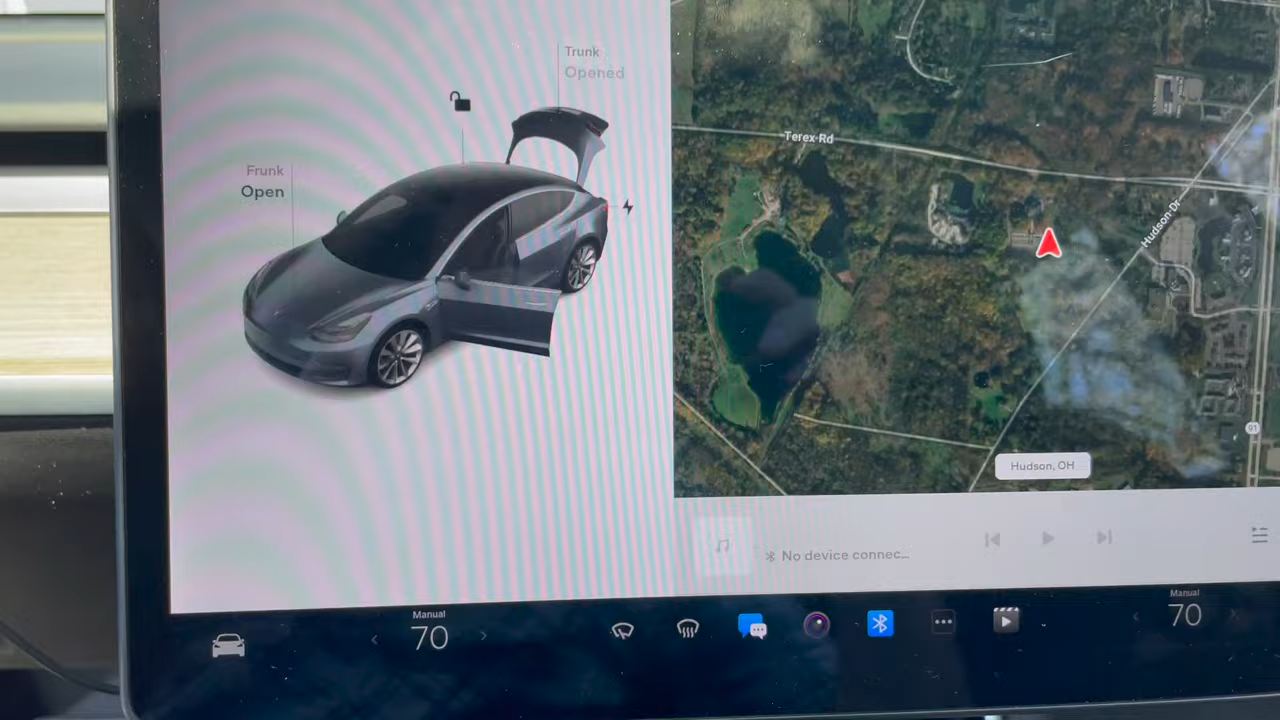 Trunk
Opened
Frunk
Open
Terex Rd
Hudson Dr
91
Hudson, OH
No device connec...
Manual
70
Manual
70